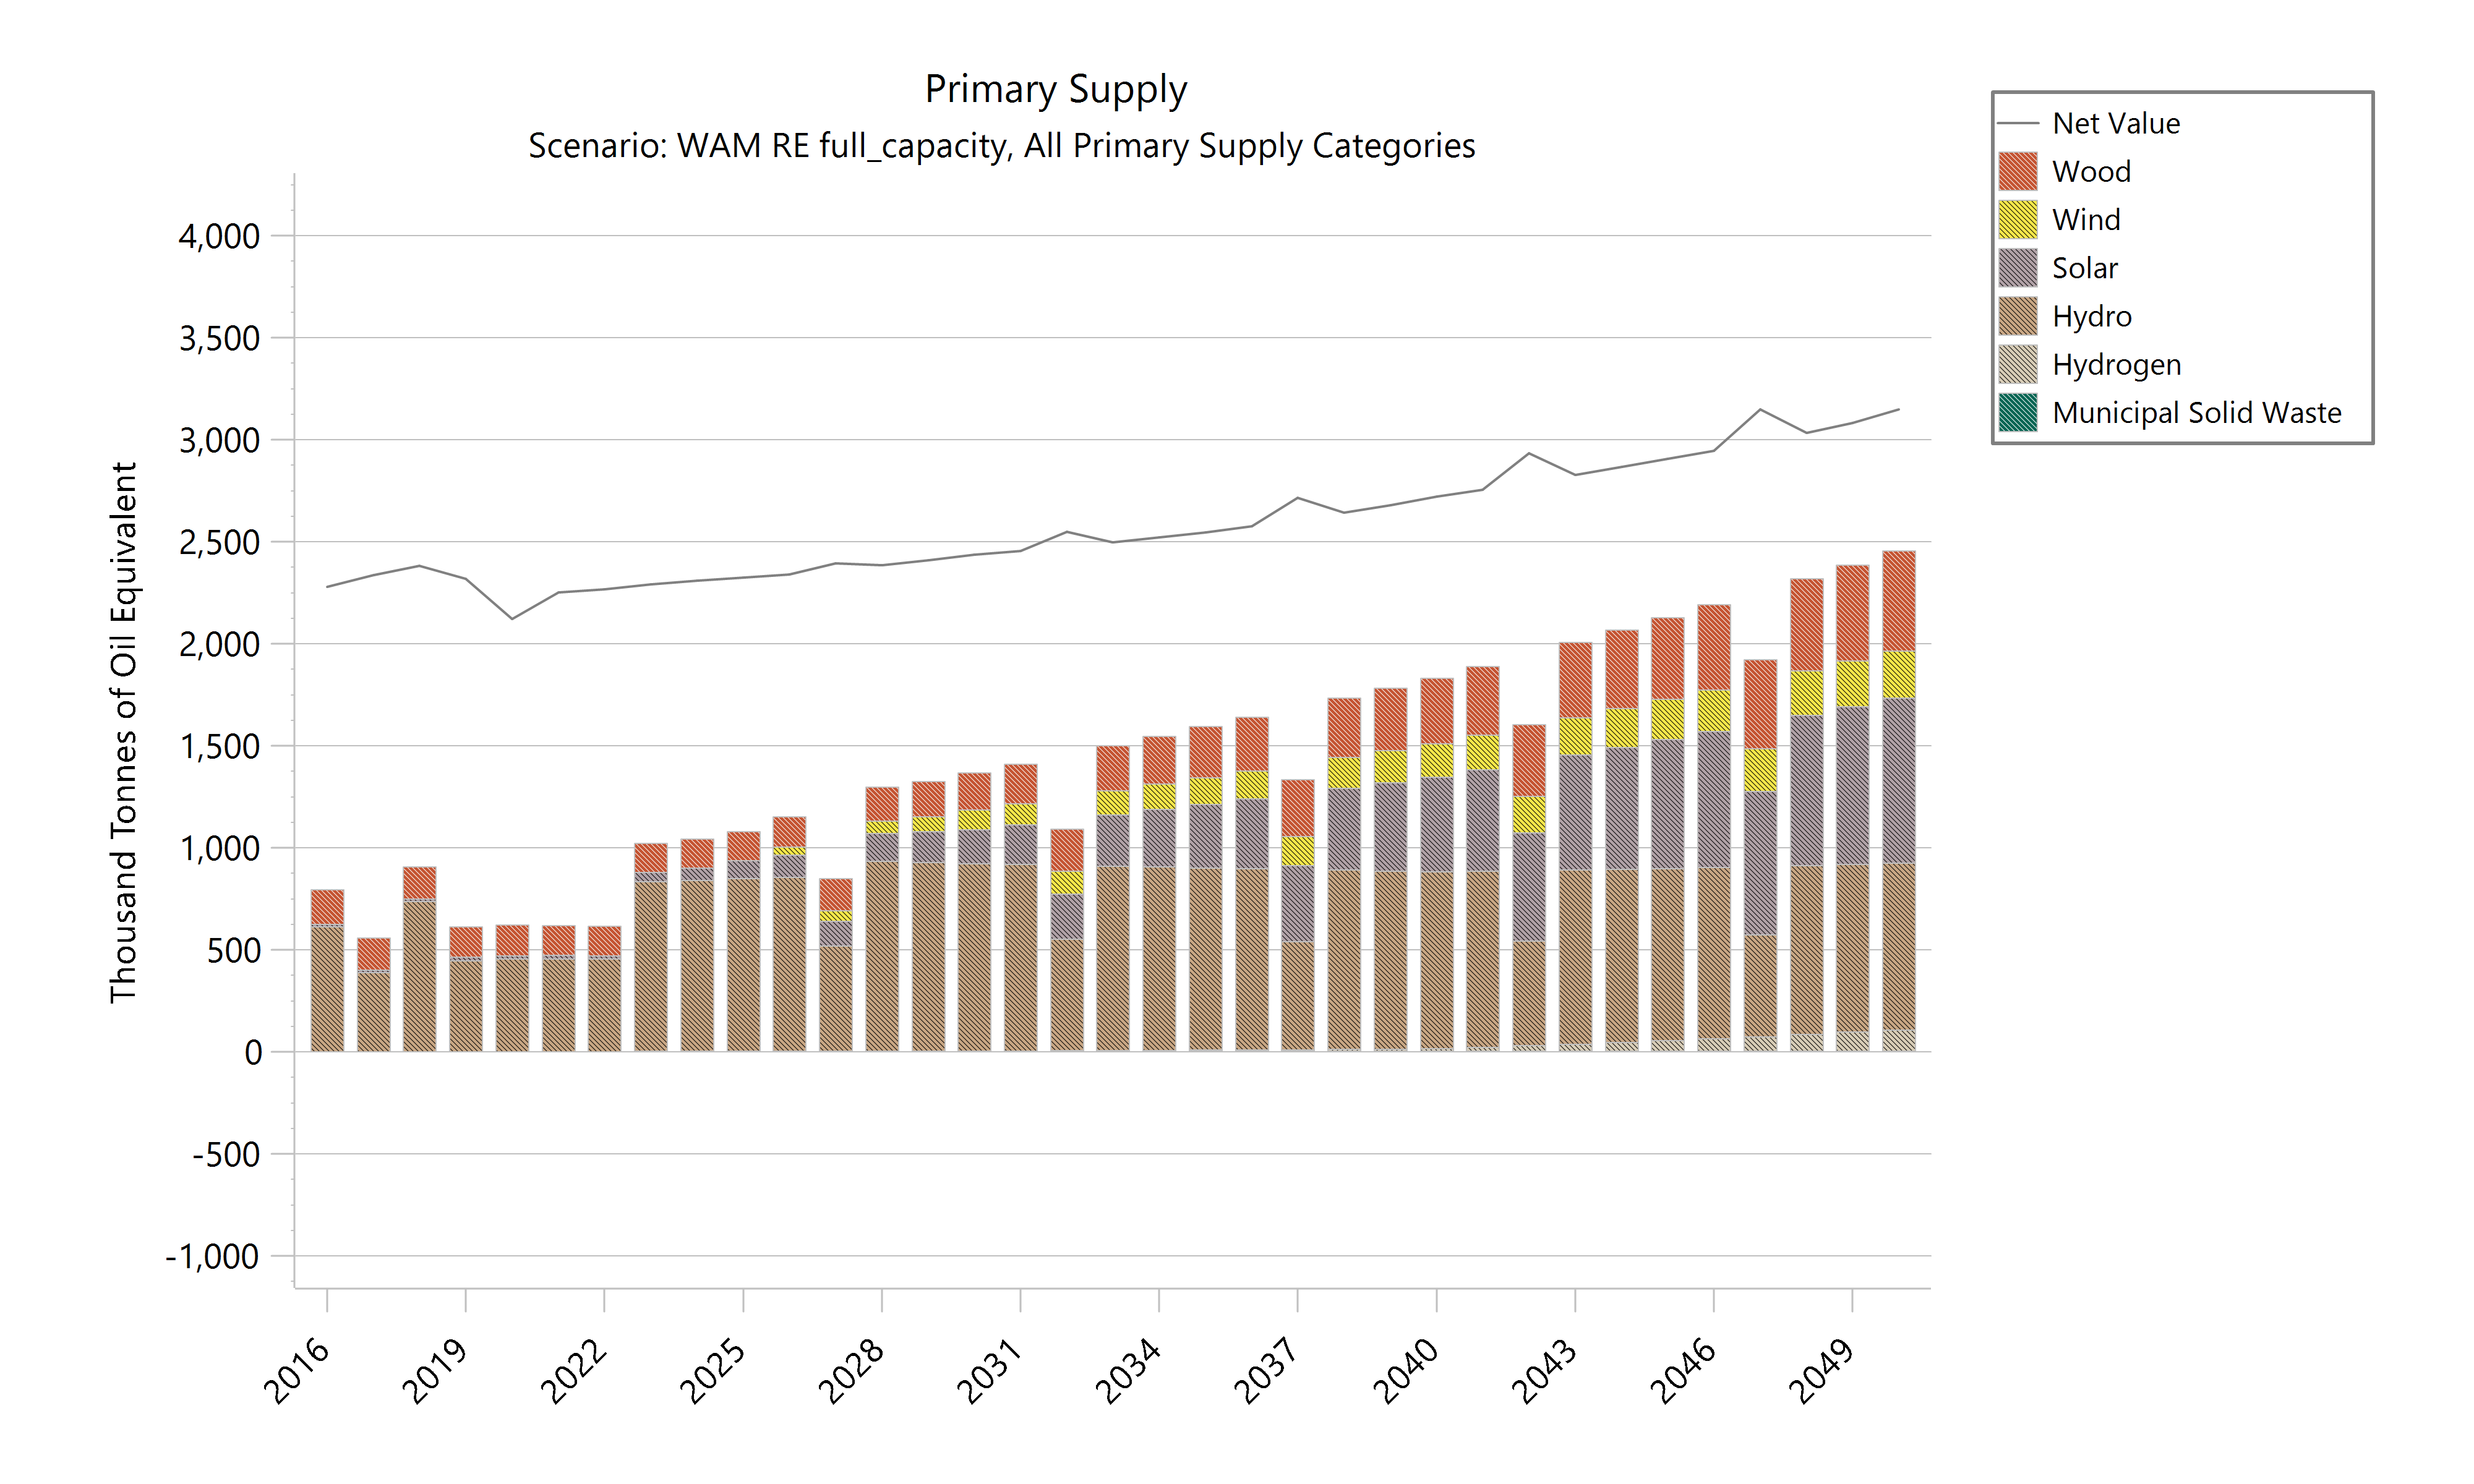 Primary Supply
Scenario: WAM RE full_capacity, All Primary Supply Categories
Thousand Tonnes of Oil Equivalent
4,000
3,500
3,000
2,500
2,000
1,500
1,000
500
0
-500
-1,000
2016
2019
2022
2025
2028
2031
2034
2037
2040
2043
2046
2049
Net Value
Wood
Wind
Solar
Hydro
Hydrogen
Municipal Solid Waste